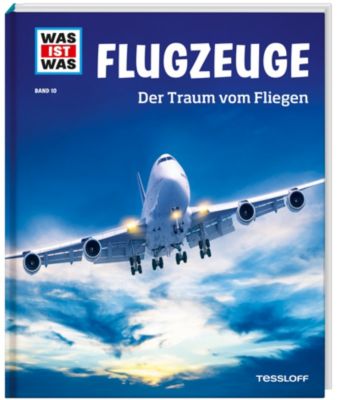 WAS
IST
WAS
BAND 10
FLUGZEUGE
Der Traum vom Fliegen
TESSLOFF